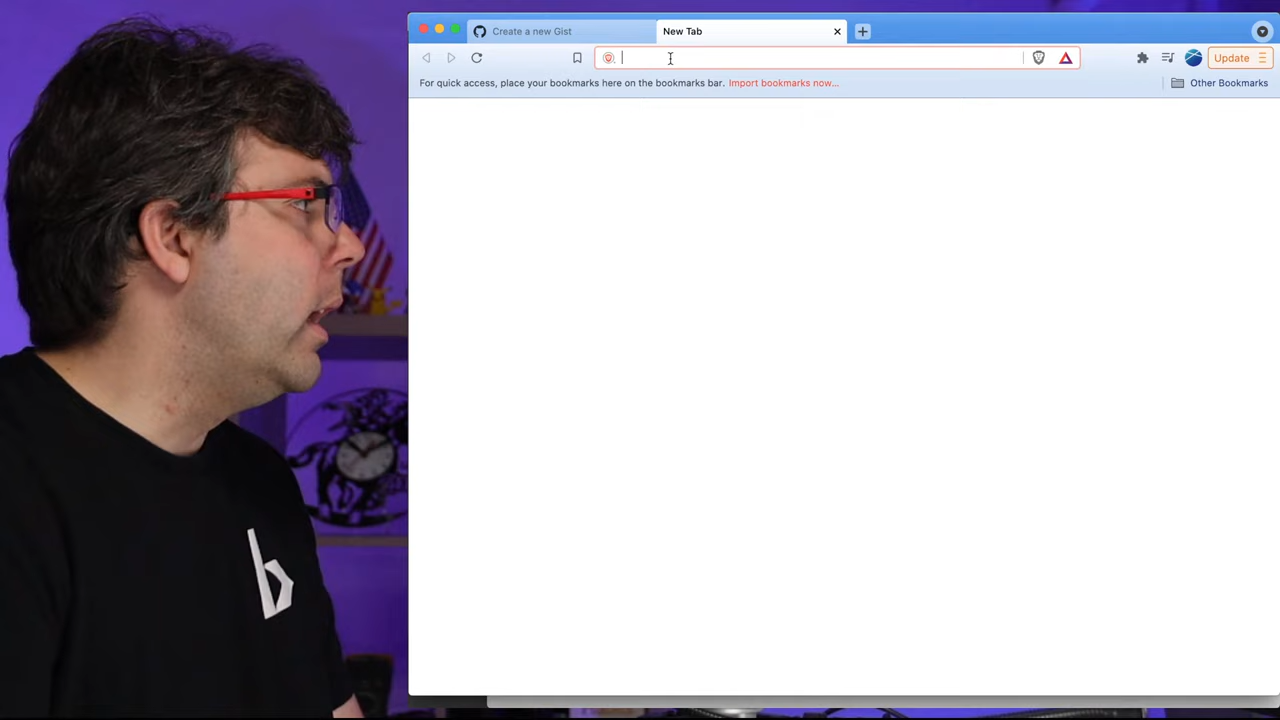 Create a new Gist
New Tab
Update
For quick access, place your bookmarks here on the bookmarks bar. Import bookmarks now...
Other Bookmarks
b